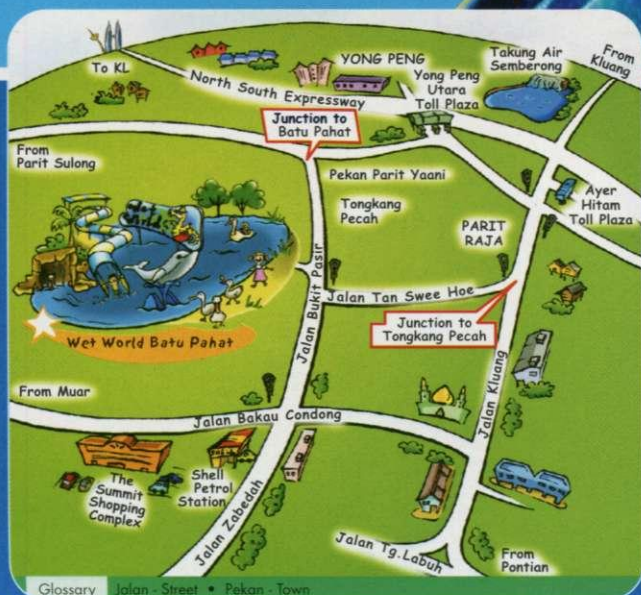 To KL
YONG PENG
Takung Air
Semberong
From
Kluang
North South Expressway
Yong Peng
Utara
Toll Plaza
Junction to
Batu Pahat
From
Parit Sulong
Pekan Parit Yaani
Tongkang
Pecah
Ayer
Hitam
Toll Plaza
PARIT
RAJA
Wet World
Jalan Bukit Pasir
Jalan Tan Swee Hoe
Junction to
Tongkang Pecah
Wet World Batu Pahat
Jalan Kluang
From Muar
Jalan Bakau Condong
The
Summit
Shopping
Complex
Shell
Petrol
Station
Jalan Zabedah
Jalan Tg.Labuh
From
Pontian
Glossary Jalan - Street • Pekan - Town